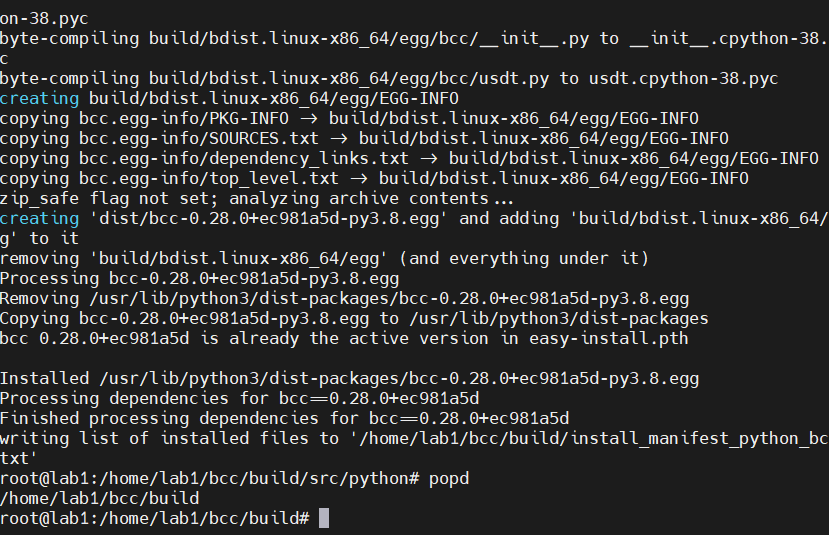 on-38.pyc
byte-compiling build/bdist.linux-x86_64/egg/bcc/__init__.py to __init__.cpython-38.
c
byte-compiling build/bdist.linux-x86_64/egg/bcc/usdt.py to usdt.cpython-38.pyc
creating build/bdist.linux-x86_64/egg/EGG-INFO
copying bcc.egg-info/PKG-INFO -> build/bdist.linux-x86_64/egg/EGG-INFO
copying bcc.egg-info/SOURCES.txt -> build/bdist.linux-x86_64/egg/EGG-INFO
copying bcc.egg-info/dependency_links.txt -> build/bdist.linux-x86_64/egg/EGG-INFO
copying bcc.egg-info/top_level.txt -> build/bdist.linux-x86_64/egg/EGG-INFO
zip_safe flag not set; analyzing archive contents...
creating 'dist/bcc-0.28.0+ec981a5d-py3.8.egg' and adding 'build/bdist.linux-x86_64/
g' to it
removing 'build/bdist.linux-x86_64/egg' (and everything under it)
Processing bcc-0.28.0+ec981a5d-py3.8.egg
Removing /usr/lib/python3/dist-packages/bcc-0.28.0+ec981a5d-py3.8.egg
Copying bcc-0.28.0+ec981a5d-py3.8.egg to /usr/lib/python3/dist-packages
bcc 0.28.0+ec981a5d is already the active version in easy-install.pth

Installed /usr/lib/python3/dist-packages/bcc-0.28.0+ec981a5d-py3.8.egg
Processing dependencies for bcc==0.28.0+ec981a5d
Finished processing dependencies for bcc==0.28.0+ec981a5d
writing list of installed files to '/home/lab1/bcc/build/install_manifest_python_bc
txt'
root@lab1:/home/lab1/bcc/build/src/python# popd
/home/lab1/bcc/build
root@lab1:/home/lab1/bcc/build#